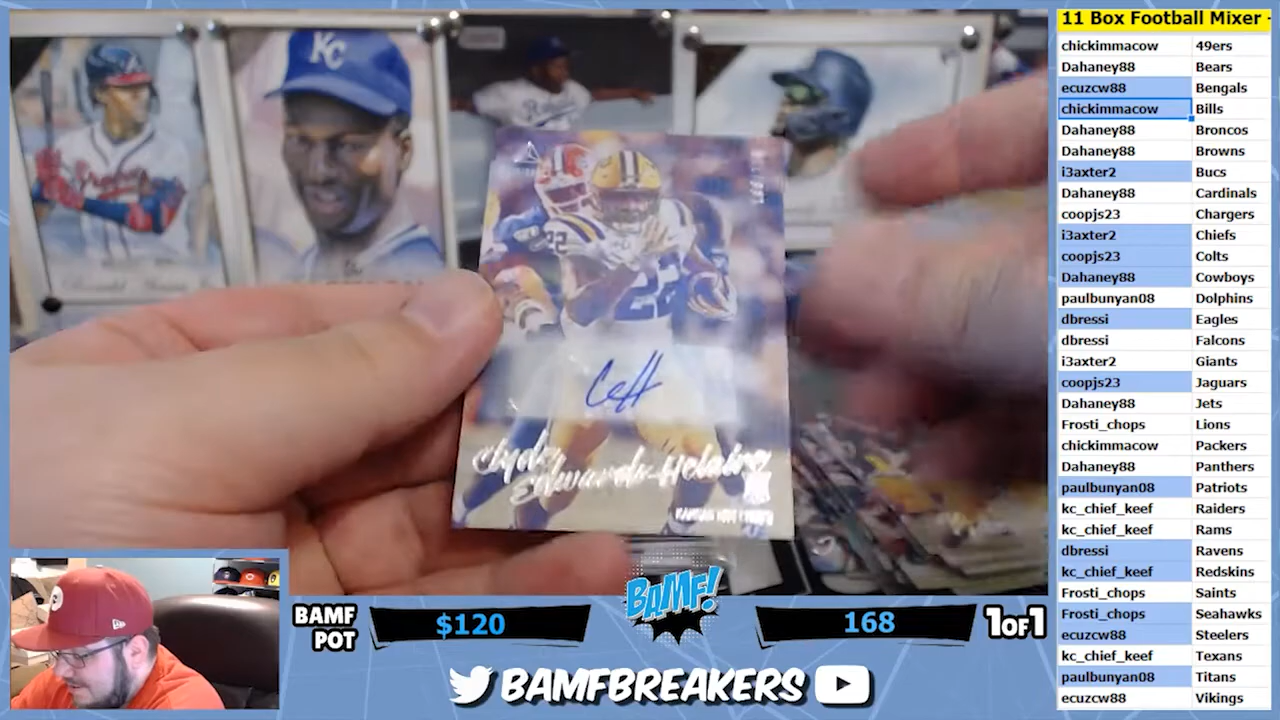 11 Box Football Mixer -
chickimmacow 49ers
Dahaney88 Bears
ecuzcw88 Bengals
chickimmacow Bills
Dahaney88 Broncos
Dahaney88 Browns
i3axter2 Bucs
Dahaney88 Cardinals
coopjs23 Chargers
i3axter2 Chiefs
coopjs23 Colts
Dahaney88 Cowboys
paulbunyan08 Dolphins
dbressi Eagles
dbressi Falcons
i3axter2 Giants
coopjs23 Jaguars
Dahaney88 Jets
Frosti_chops Lions
chickimmacow Packers
Dahaney88 Panthers
paulbunyan08 Patriots
kc_chief_keef Raiders
kc_chief_keef Rams
dbressi Ravens
kc_chief_keef Redskins
Frosti_chops Saints
Frosti_chops Seahawks
ecuzcw88 Steelers
kc_chief_keef Texans
paulbunyan08 Titans
ecuzcw88 Vikings
KC
22
22
Clyde
Edwards-Helaire
BAMF POT $120
BAMF!
168 1OF1
BAMFBREAKERS